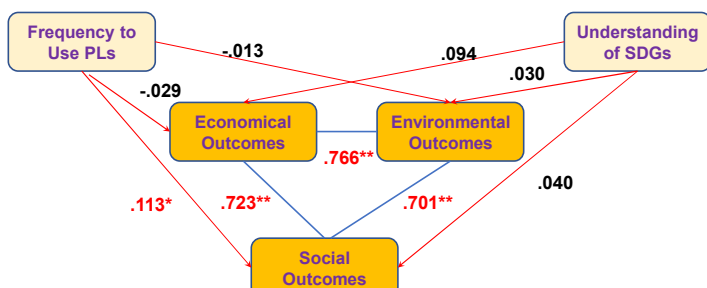 Frequency to
Use PLs
Understanding
of SDGs
-.013
.094
-.029
.030
Economical
Outcomes
Environmental
Outcomes
.766**
.113*
.723**
.701**
.040
Social
Outcomes